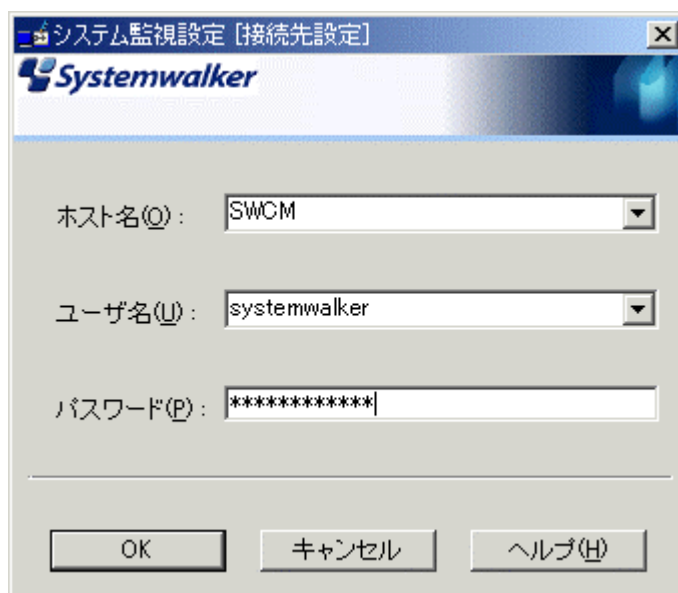 システム監視設定 [接続先設定]
Systemwalker
ホスト名(O) : SWCM
ユーザ名(U) : systemwalker
パスワード(P) : ************
OK キャンセル ヘルプ(H)